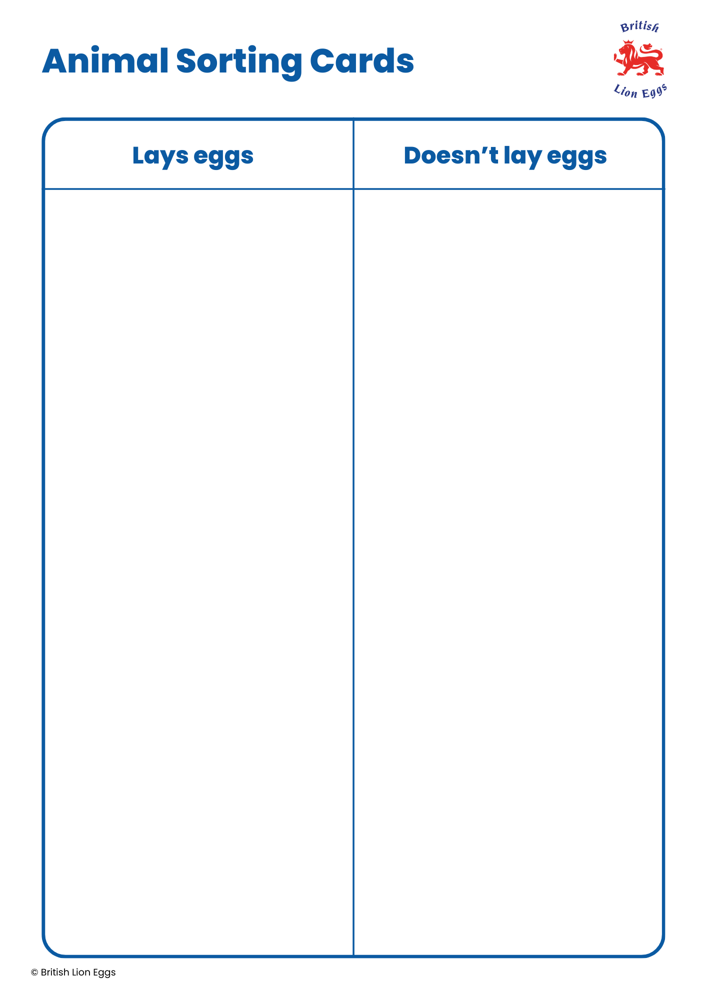 British
Lion Eggs
Animal Sorting Cards
Lays eggs
Doesn’t lay eggs
© British Lion Eggs